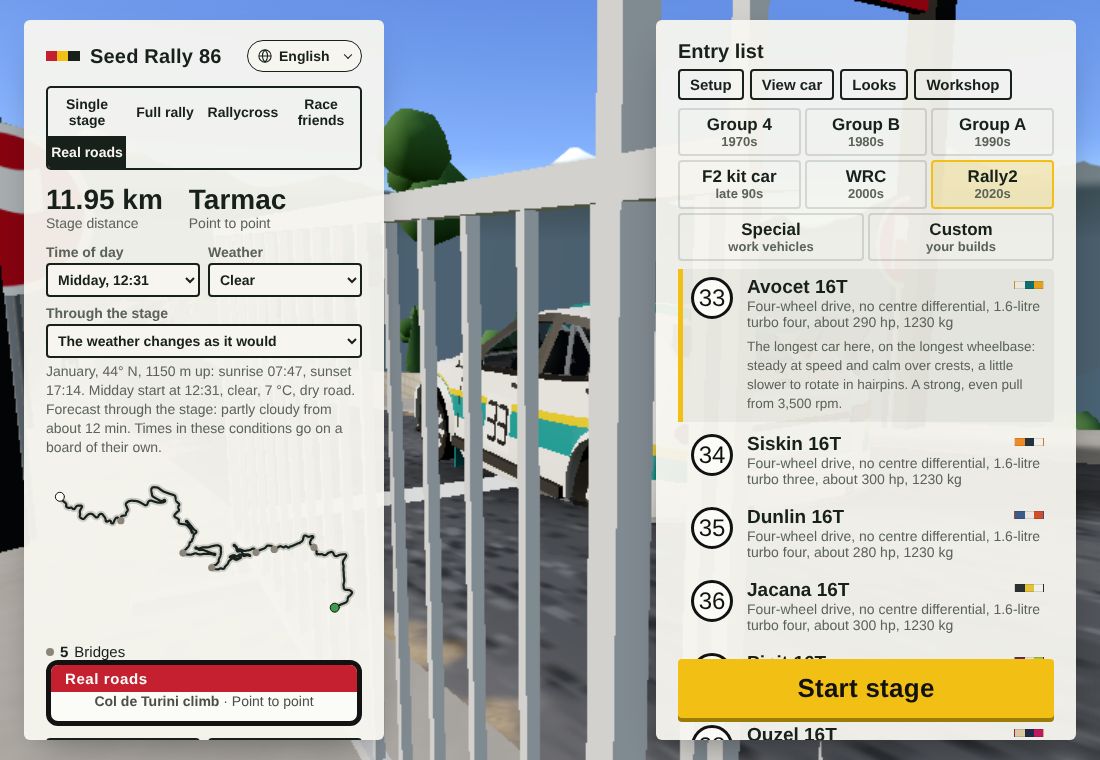 Seed Rally 86
English
Single stage
Full rally
Rallycross
Race friends
Real roads
11.95 km
Tarmac
Stage distance
Point to point
Time of day
Weather
Midday, 12:31
Clear
Through the stage
The weather changes as it would
January, 44° N, 1150 m up: sunrise 07:47, sunset
17:14. Midday start at 12:31, clear, 7 °C, dry road.
Forecast through the stage: partly cloudy from
about 12 min. Times in these conditions go on a
board of their own.
5 Bridges
Real roads
Col de Turini climb · Point to point
33
Entry list
Setup
View car
Looks
Workshop
Group 4
1970s
Group B
1980s
Group A
1990s
F2 kit car
late 90s
WRC
2000s
Rally2
2020s
Special
work vehicles
Custom
your builds
33
Avocet 16T
Four-wheel drive, no centre differential, 1.6-litre
turbo four, about 290 hp, 1230 kg
The longest car here, on the longest wheelbase:
steady at speed and calm over crests, a little
slower to rotate in hairpins. A strong, even pull
from 3,500 rpm.
34
Siskin 16T
Four-wheel drive, no centre differential, 1.6-litre
turbo three, about 300 hp, 1230 kg
35
Dunlin 16T
Four-wheel drive, no centre differential, 1.6-litre
turbo four, about 280 hp, 1230 kg
36
Jacana 16T
Four-wheel drive, no centre differential, 1.6-litre
turbo four, about 300 hp, 1230 kg
Start stage
Ouzel 16T